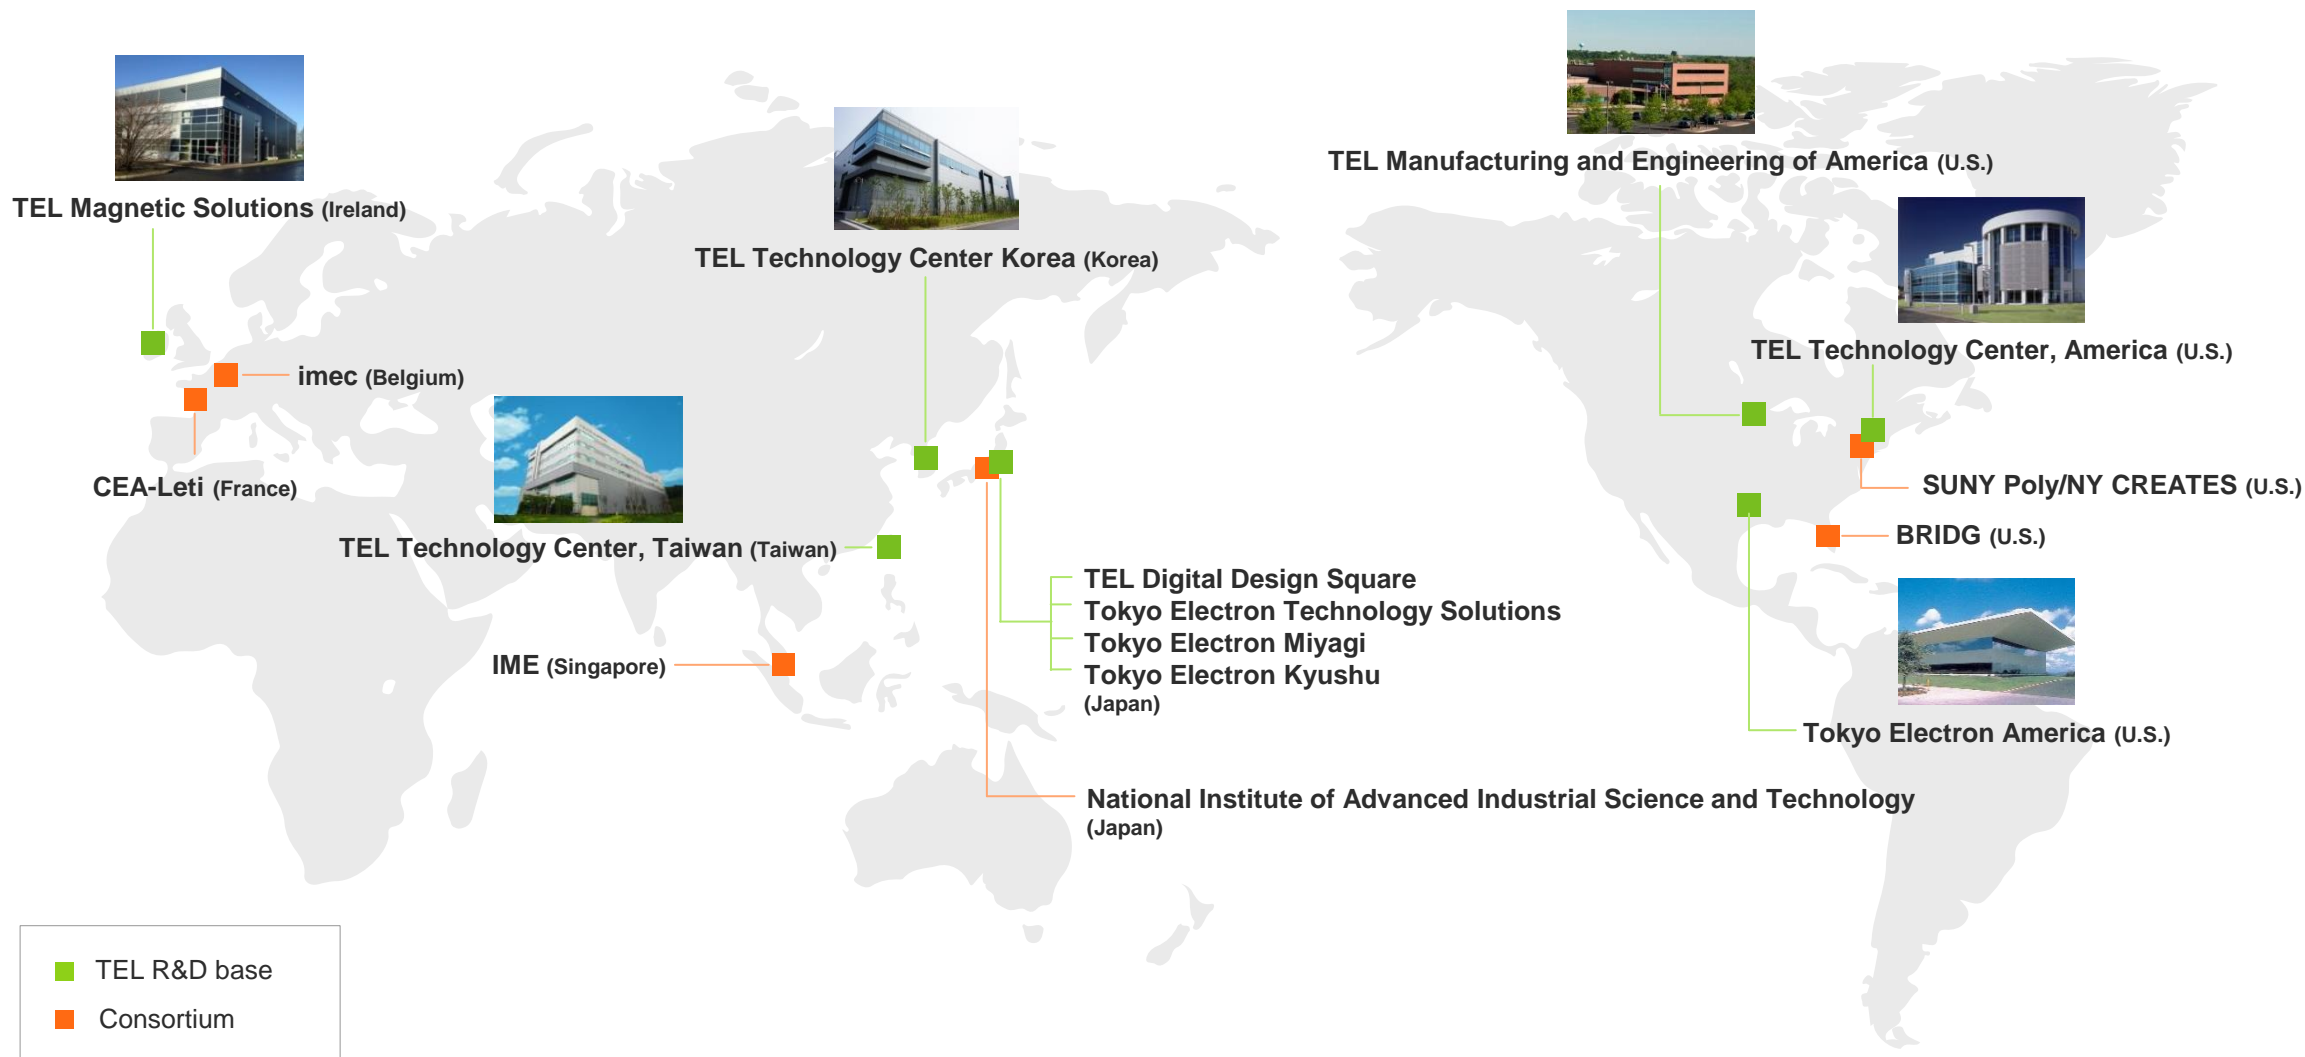 TEL Magnetic Solutions (Ireland)
TEL Technology Center Korea (Korea)
TEL Manufacturing and Engineering of America (U.S.)
TEL Technology Center, America (U.S.)
imec (Belgium)
CEA-Leti (France)
SUNY Poly/NY CREATES (U.S.)
BRIDG (U.S.)
TEL Technology Center, Taiwan (Taiwan)
TEL Digital Design Square
Tokyo Electron Technology Solutions
Tokyo Electron Miyagi
Tokyo Electron Kyushu
(Japan)
IME (Singapore)
Tokyo Electron America (U.S.)
National Institute of Advanced Industrial Science and Technology
(Japan)
TEL R&D base
Consortium